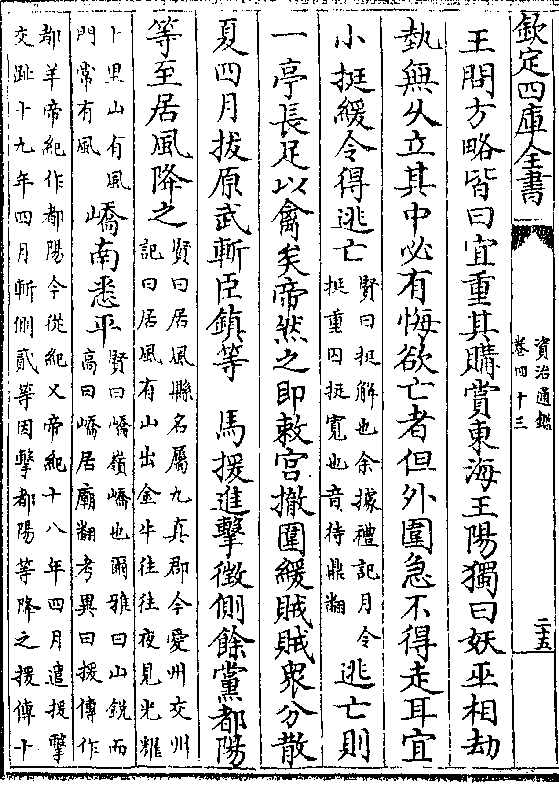 欽定四庫全書
資治通鑑
卷四十三
二十五
王問方略皆曰宜重其購賞東海王陽獨曰妖巫相劫
埶無乆立其中必有悔欲亡者但外圍急不得走耳宜
小挺緩令得逃亡
賢曰挺解也余據禮記月令
挺重囚挺寛也音待鼎翻
逃亡則
一亭長足以禽矣帝然之即敕宫撤圍緩賊賊衆分散
夏四月拔原武斬臣鎮等　馬援進擊徵側餘黨都陽
等至居風降之
賢曰居風縣名屬九真郡今愛州交州
記曰居風有山出金牛往往夜見光耀
十里山有風
門常有風
嶠南悉平
賢曰嶠嶺嶠也爾雅曰山銳而
高曰嶠居廟翻考異曰援傳作
都羊帝紀作都陽今從紀又帝紀十八年四月遣援擊
交趾十九年四月斬側貳等因擊都陽等降之援傳十